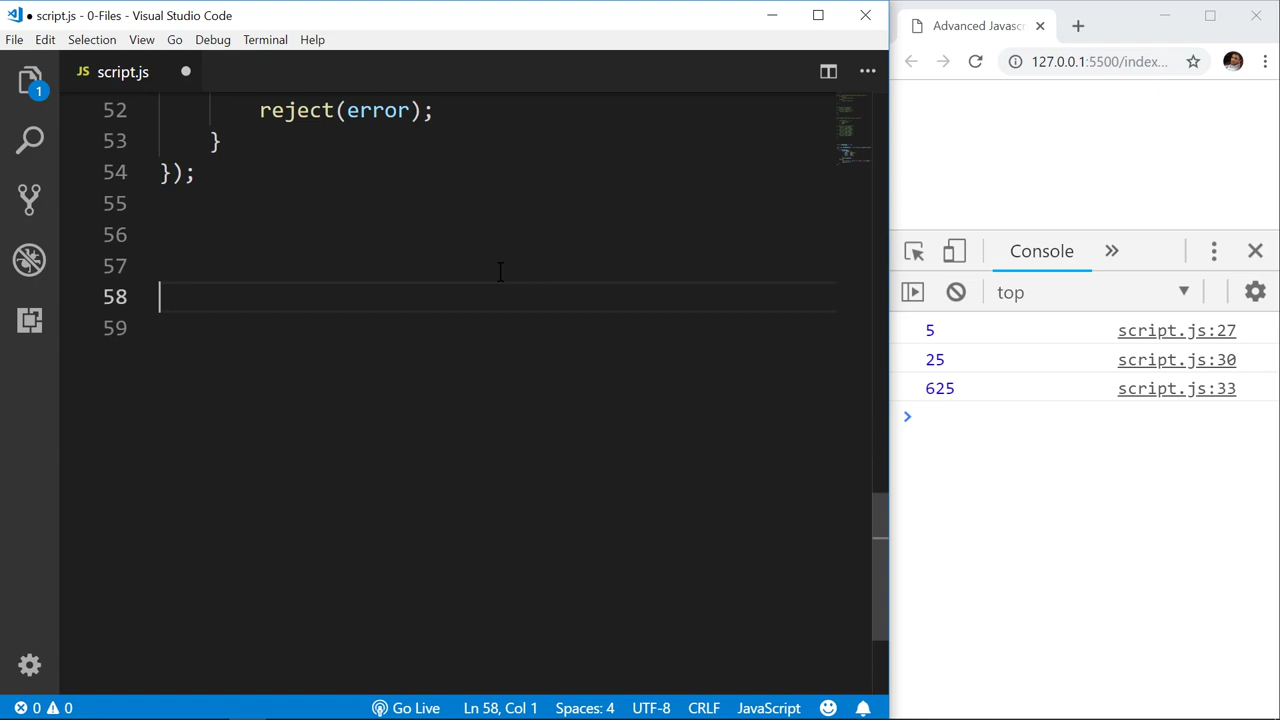 ● script.js - 0-Files - Visual Studio Code
File Edit Selection View Go Debug Terminal Help
JS script.js ●
1
52 reject(error);
53 }
54 });
55
56
57
58
59
0 0 Go Live Ln 58, Col 1 Spaces: 4 UTF-8 CRLF JavaScript
Advanced Javasc
127.0.0.1:5500/index...
Console
top
5 script.js:27
25 script.js:30
625 script.js:33